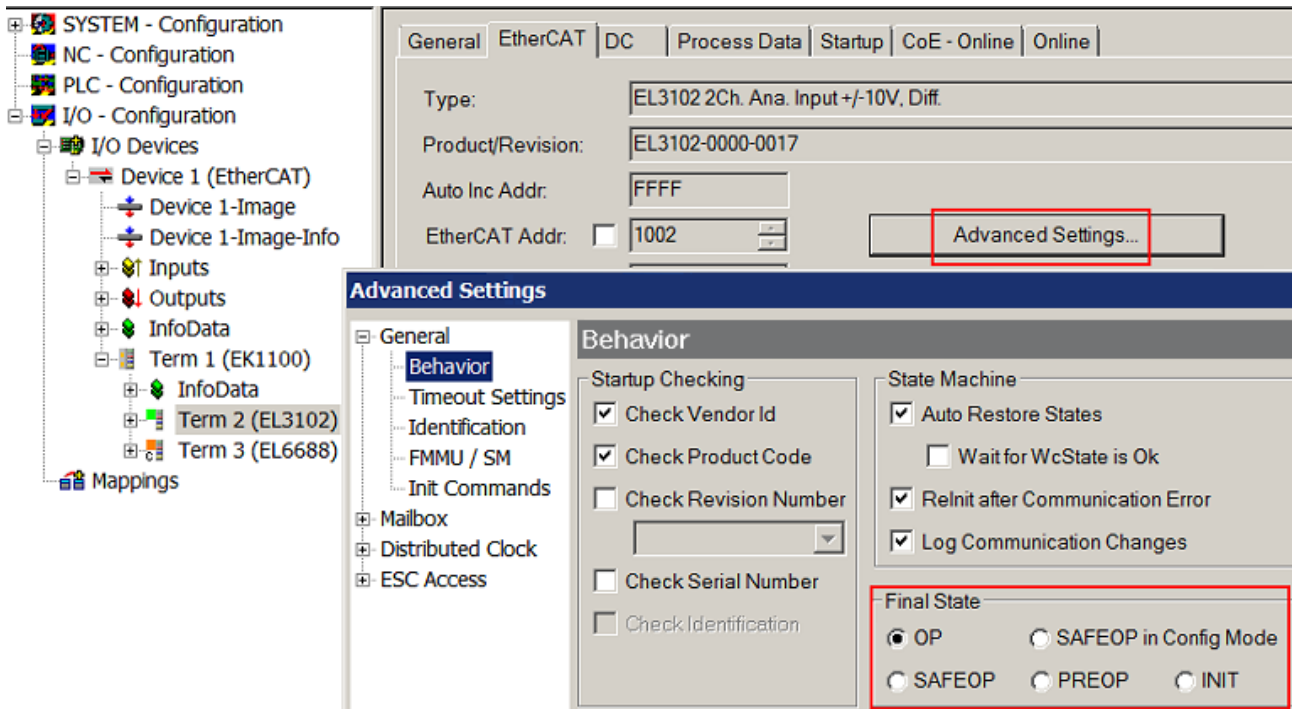 SYSTEM - Configuration
NC - Configuration
PLC - Configuration
I/O - Configuration
I/O Devices
Device 1 (EtherCAT)
Device 1-Image
Device 1-Image-Info
Inputs
Outputs
InfoData
Term 1 (EK1100)
InfoData
Term 2 (EL3102)
Term 3 (EL6688)
Mappings
General EtherCAT DC Process Data Startup CoE - Online Online
Type: EL3102 2Ch. Ana. Input +/-10V, Diff.
Product/Revision: EL3102-0000-0017
Auto Inc Addr: FFFF
EtherCAT Addr: 1002 Advanced Settings...
Advanced Settings
General
Behavior
Timeout Settings
Identification
FMMU / SM
Init Commands
Mailbox
Distributed Clock
ESC Access
Behavior
Startup Checking
Check Vendor Id
Check Product Code
Check Revision Number
Check Serial Number
Check Identification
State Machine
Auto Restore States
Wait for WcState is Ok
ReInit after Communication Error
Log Communication Changes
Final State
OP SAFEOP in Config Mode
SAFEOP PREOP INIT